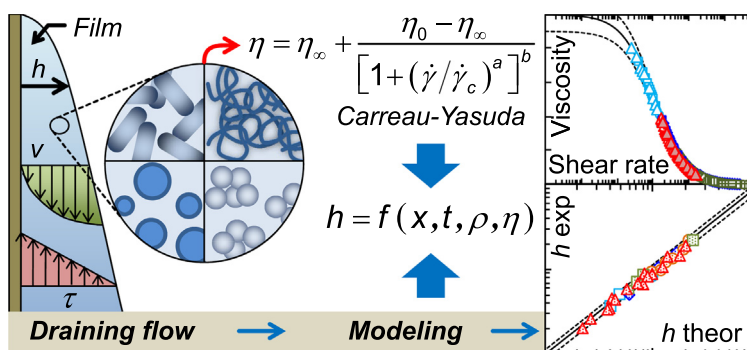 Film
h
v
τ
η = η∞ + (η0 − η∞) / [1 + (γ̇/γ̇c)^a]^b
Carreau-Yasuda
h = f(x, t, ρ, η)
Viscosity
Shear rate
h exp
h theor
Draining flow
Modeling